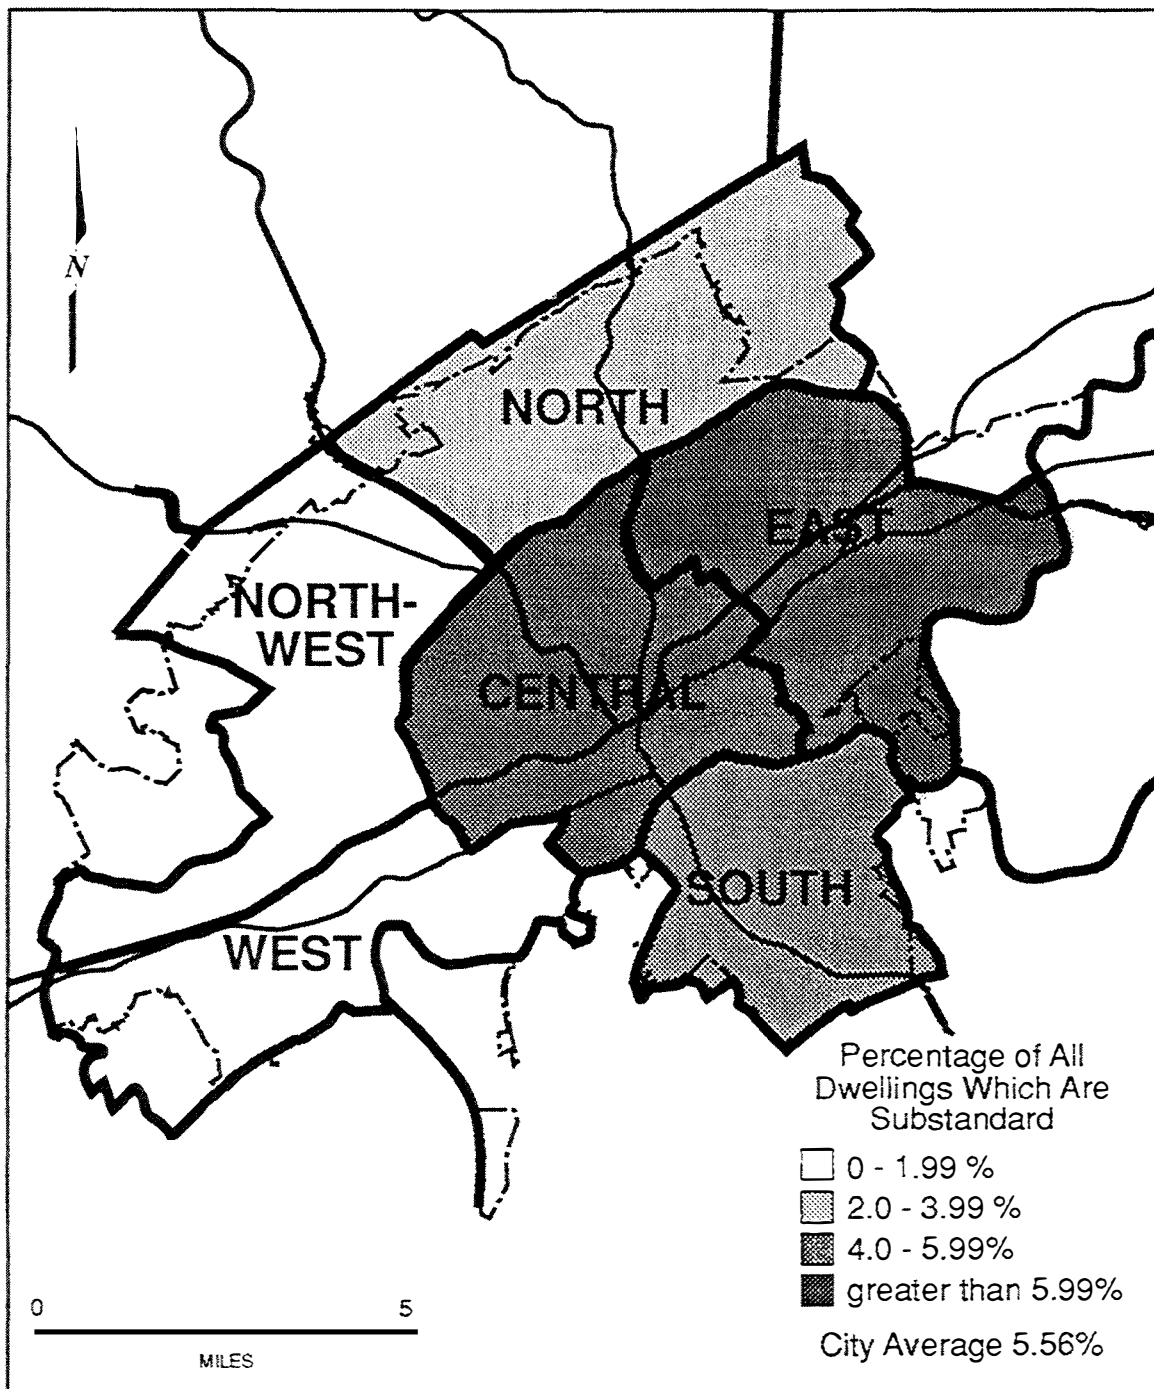 N
NORTH
EAST
NORTH-
WEST
CENTRAL
SOUTH
WEST
Percentage of All
Dwellings Which Are
Substandard
0 - 1.99 %
2.0 - 3.99 %
4.0 - 5.99%
greater than 5.99%
City Average 5.56%
0 5
MILES